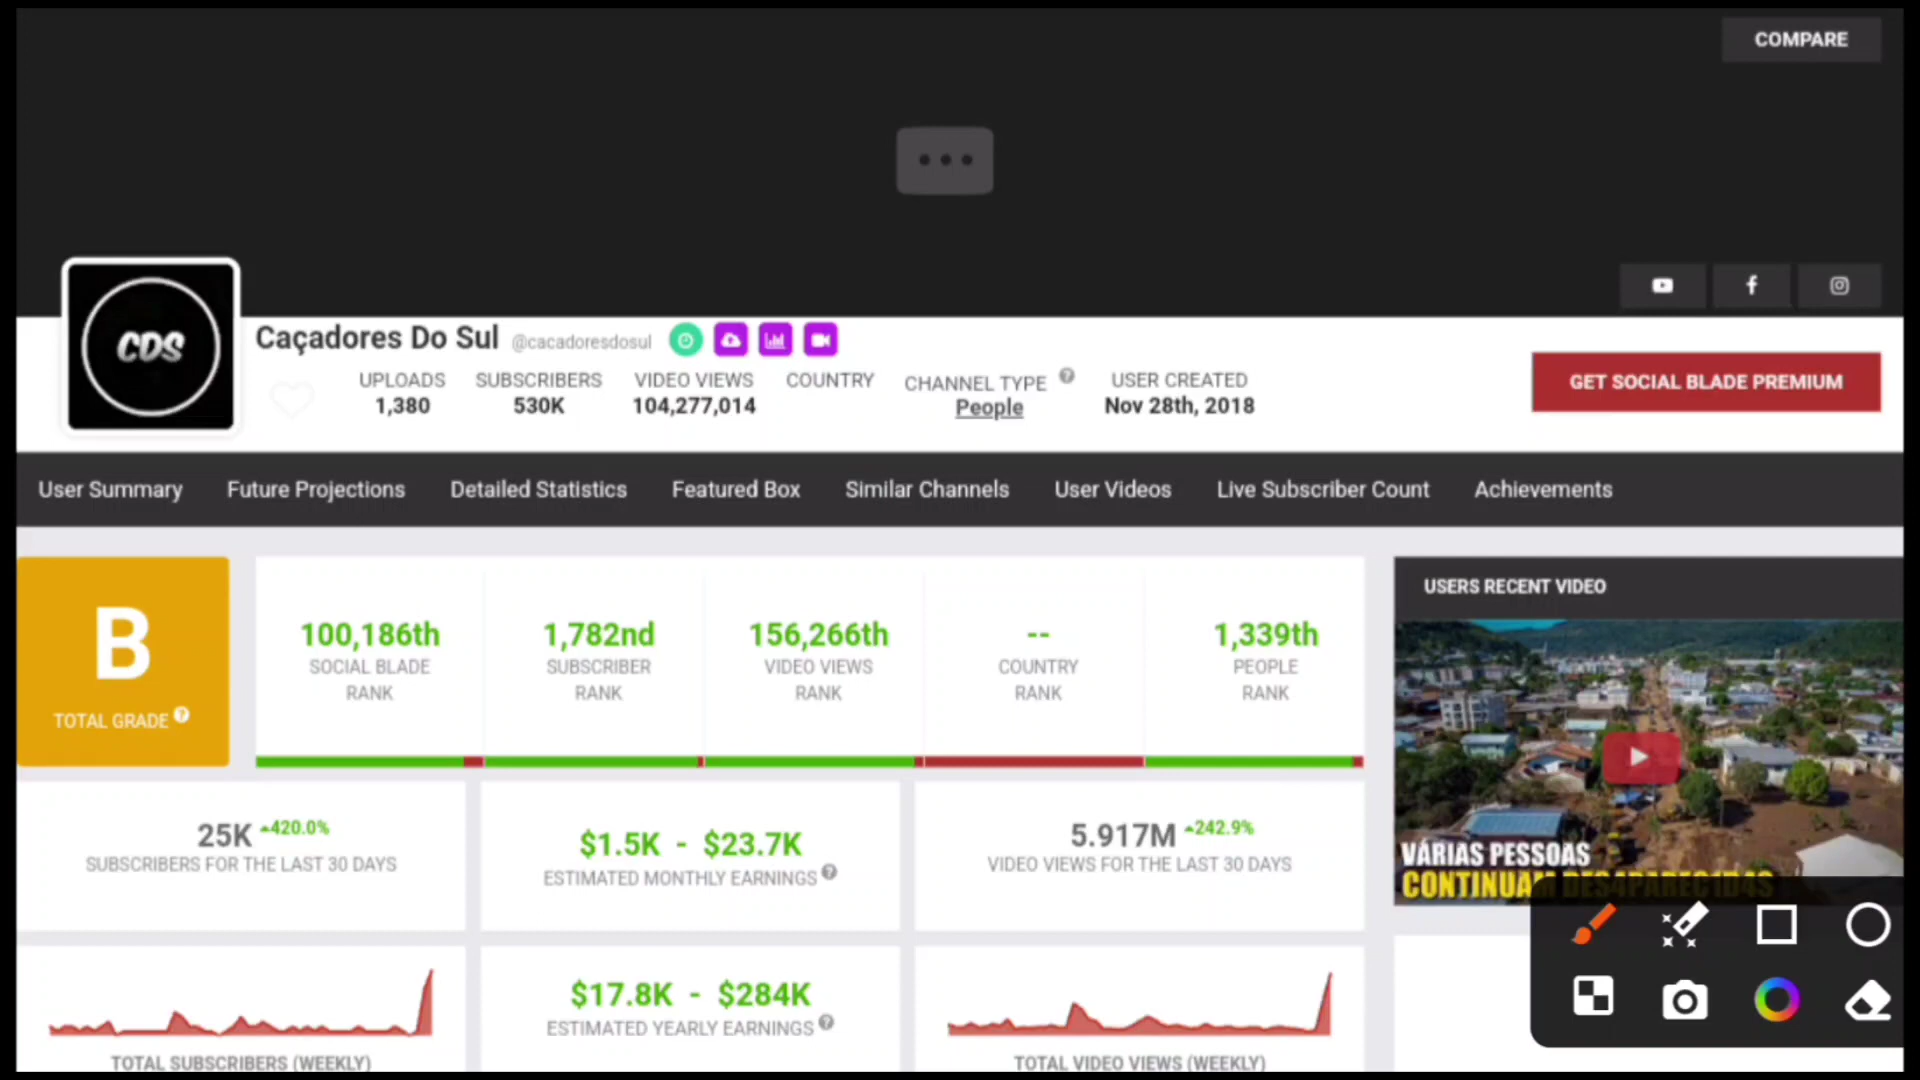 COMPARE
CDS
Caçadores Do Sul @cacadoresdosul
UPLOADS
1,380
SUBSCRIBERS
530K
VIDEO VIEWS
104,277,014
COUNTRY
CHANNEL TYPE
People
USER CREATED
Nov 28th, 2018
GET SOCIAL BLADE PREMIUM
User Summary
Future Projections
Detailed Statistics
Featured Box
Similar Channels
User Videos
Live Subscriber Count
Achievements
B
TOTAL GRADE
100,186th
SOCIAL BLADE
RANK
1,782nd
SUBSCRIBER
RANK
156,266th
VIDEO VIEWS
RANK
--
COUNTRY
RANK
1,339th
PEOPLE
RANK
USERS RECENT VIDEO
VÁRIAS PESSOAS
CONTINUAM DES4PAREC1D4S
25K 420.0%
SUBSCRIBERS FOR THE LAST 30 DAYS
$1.5K - $23.7K
ESTIMATED MONTHLY EARNINGS
5.917M 242.9%
VIDEO VIEWS FOR THE LAST 30 DAYS
TOTAL SUBSCRIBERS (WEEKLY)
$17.8K - $284K
ESTIMATED YEARLY EARNINGS
TOTAL VIDEO VIEWS (WEEKLY)